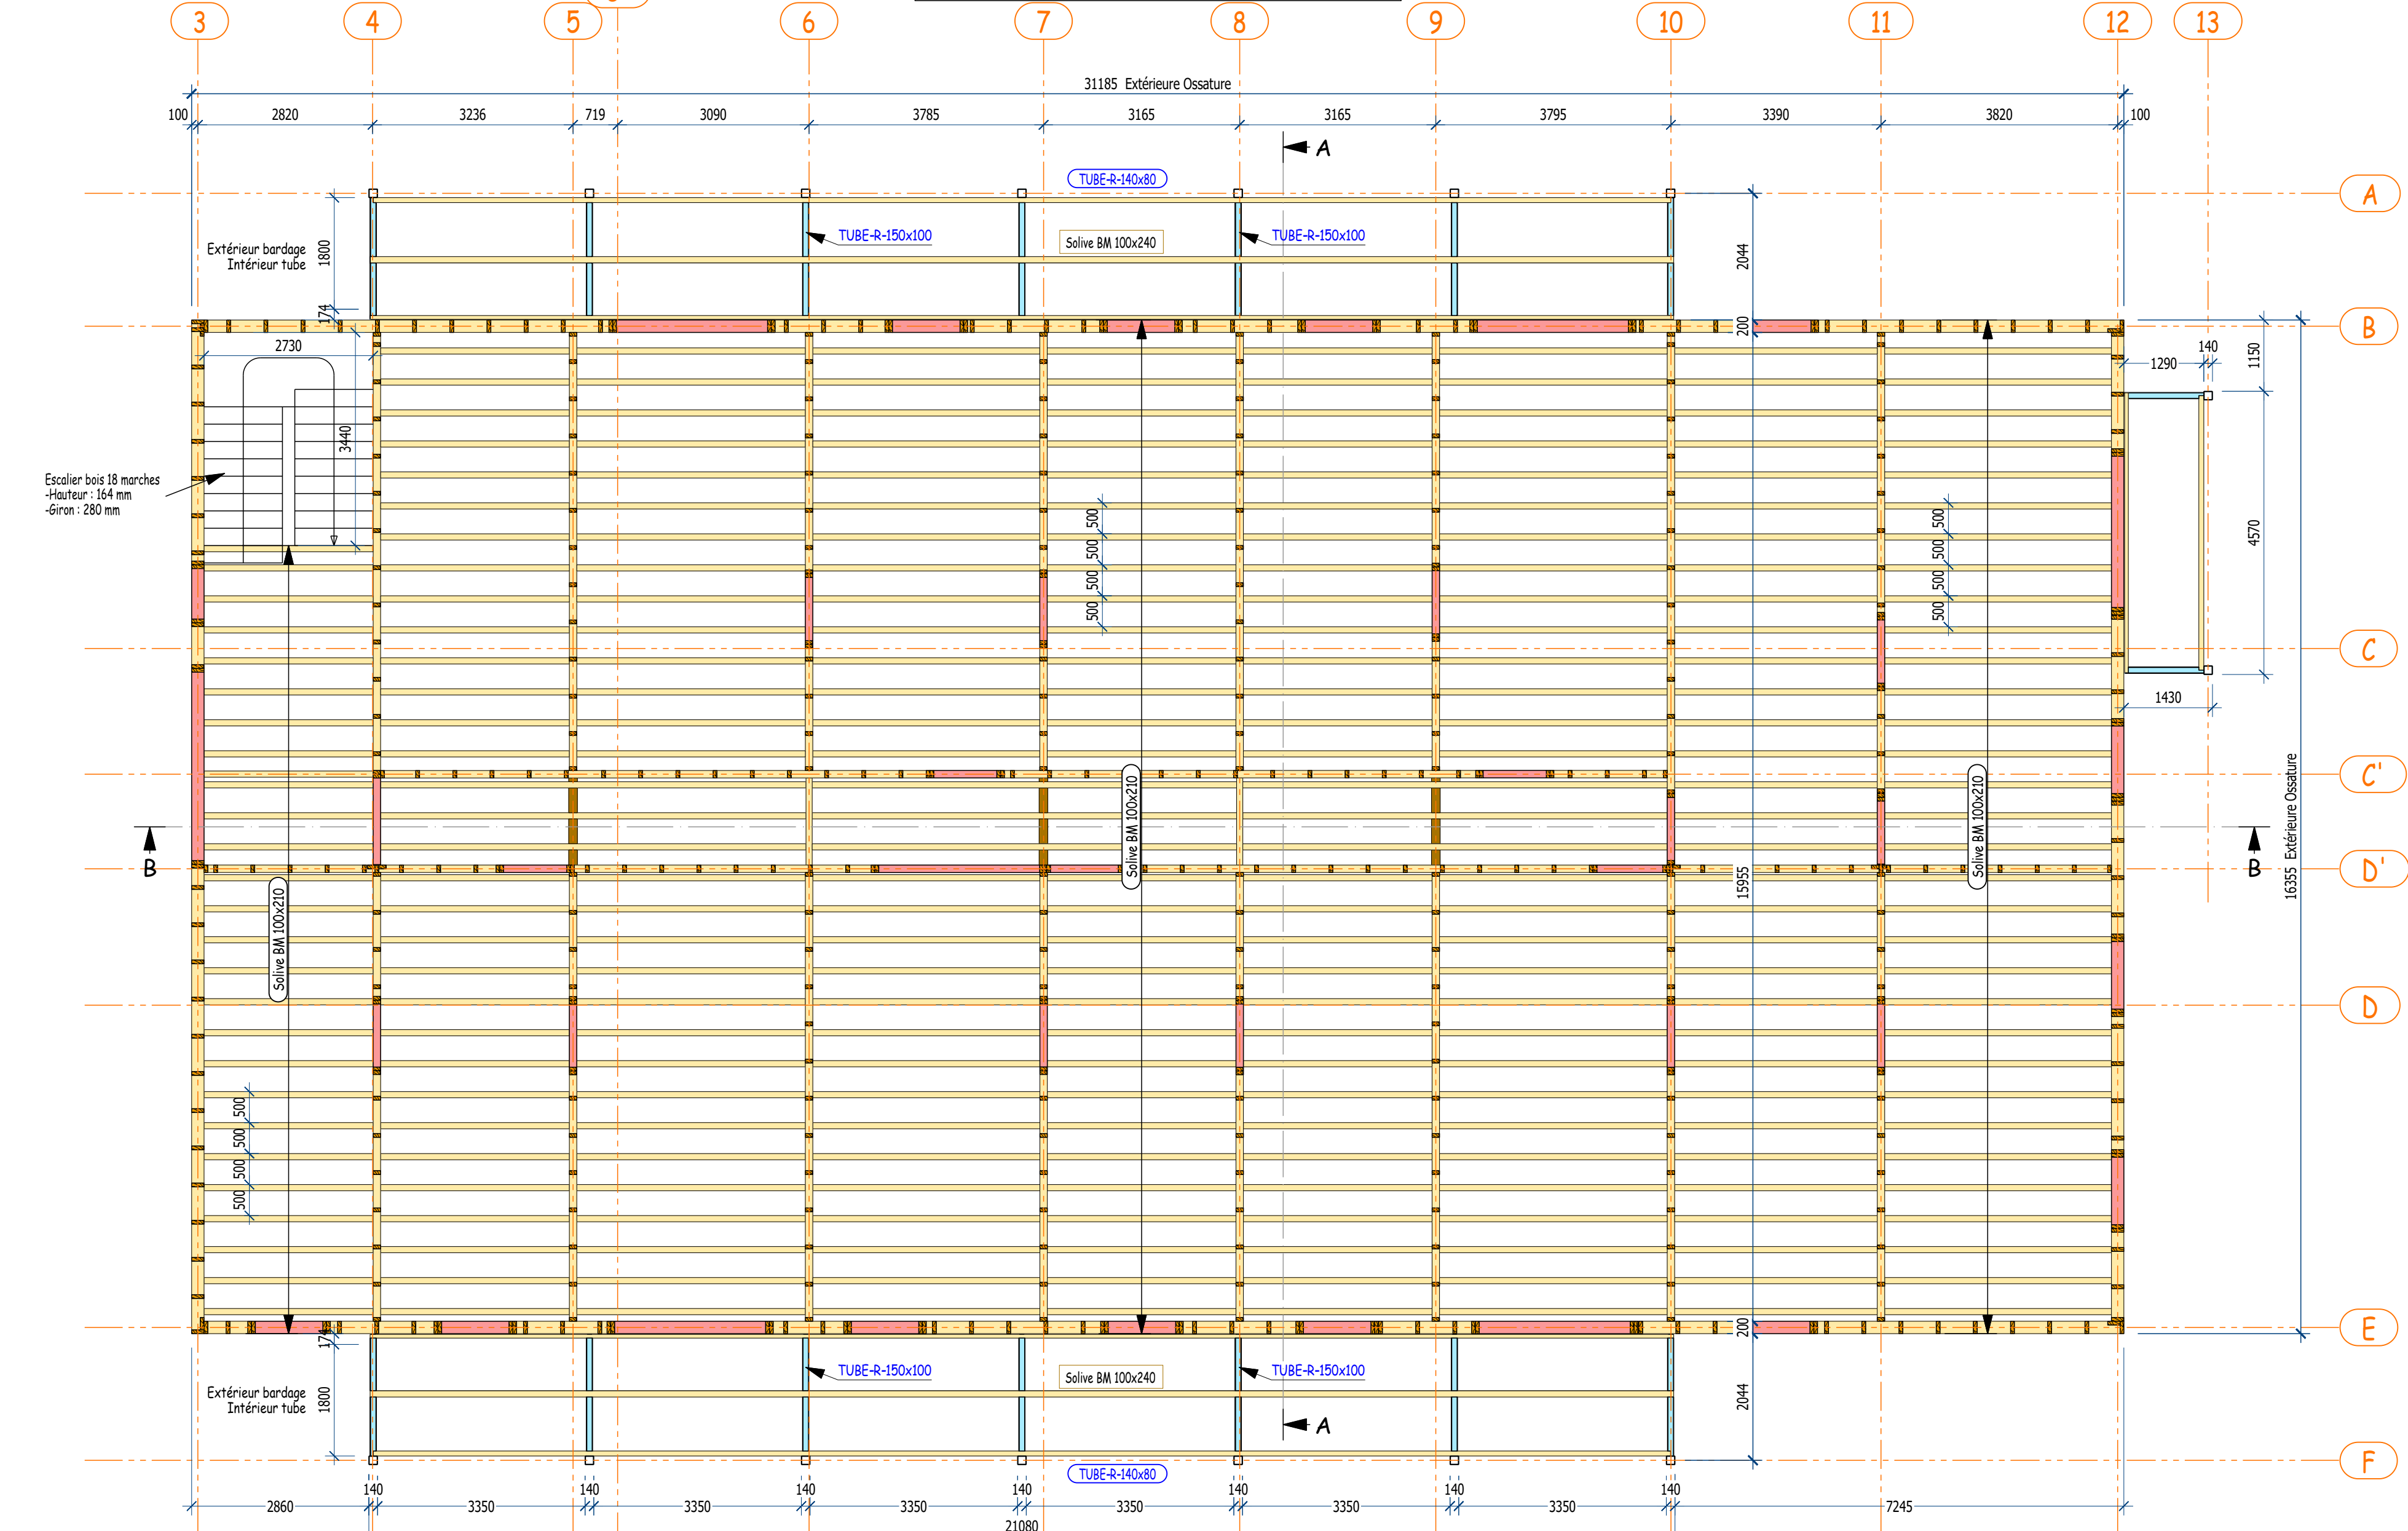 3 4 5 6 7 8 9 10 11 12 13
31185 Extérieure Ossature
100 2820 3236 719 3090 3785 3165 3165 3795 3390 3820 100
A
TUBE-R-140x80
A
Extérieur bardage
Intérieur tube
1800
TUBE-R-150x100
Solive BM 100x240
TUBE-R-150x100
2044
174
200
B
2730
1290
140
1150
3440
Escalier bois 18 marches
-Hauteur : 164 mm
-Giron : 280 mm
500
500
500
500
500
500
500
500
4570
C
1430
C'
Solive BM 100x210
Solive BM 100x210
B
B
D'
15955
16355 Extérieure Ossature
Solive BM 100x210
D
500
500
500
500
174
200
E
Extérieur bardage
Intérieur tube
1800
TUBE-R-150x100
Solive BM 100x240
TUBE-R-150x100
2044
A
TUBE-R-140x80
F
140 140 140 140 140 140 140
2860 3350 3350 3350 3350 3350 3350 7245
21080